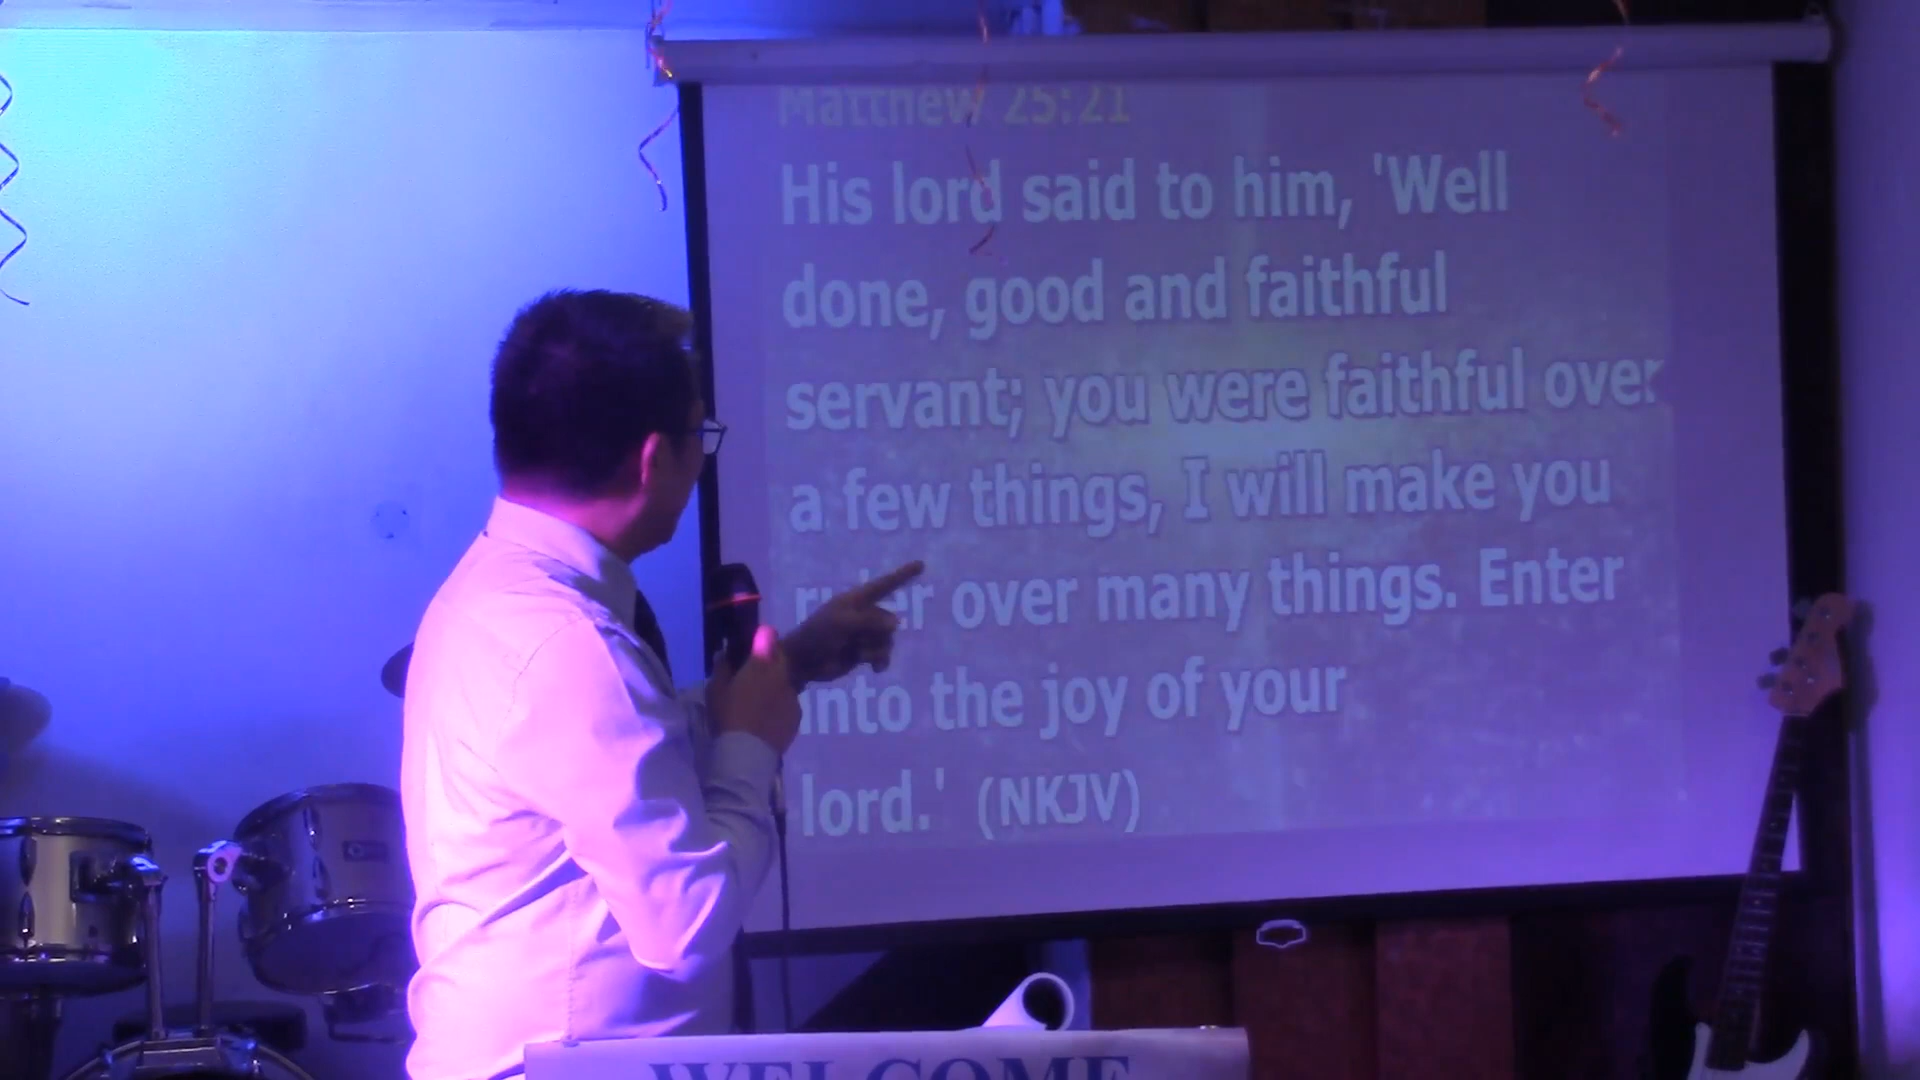 Matthew 25:21
His lord said to him, 'Well
done, good and faithful
servant; you were faithful over
a few things, I will make you
ruler over many things. Enter
into the joy of your
lord.' (NKJV)
WELCOME